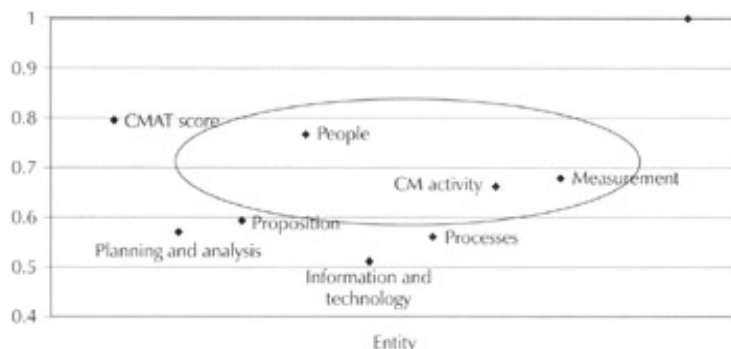 1
0.9
0.8
CMAT score
People
0.7
CM activity
Measurement
0.6
Proposition
Planning and analysis
Processes
0.5
Information and
technology
0.4
Entity